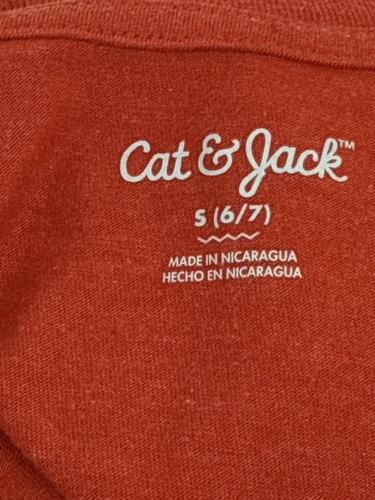 Cat & Jack™
S (6/7)
MADE IN NICARAGUA
HECHO EN NICARAGUA